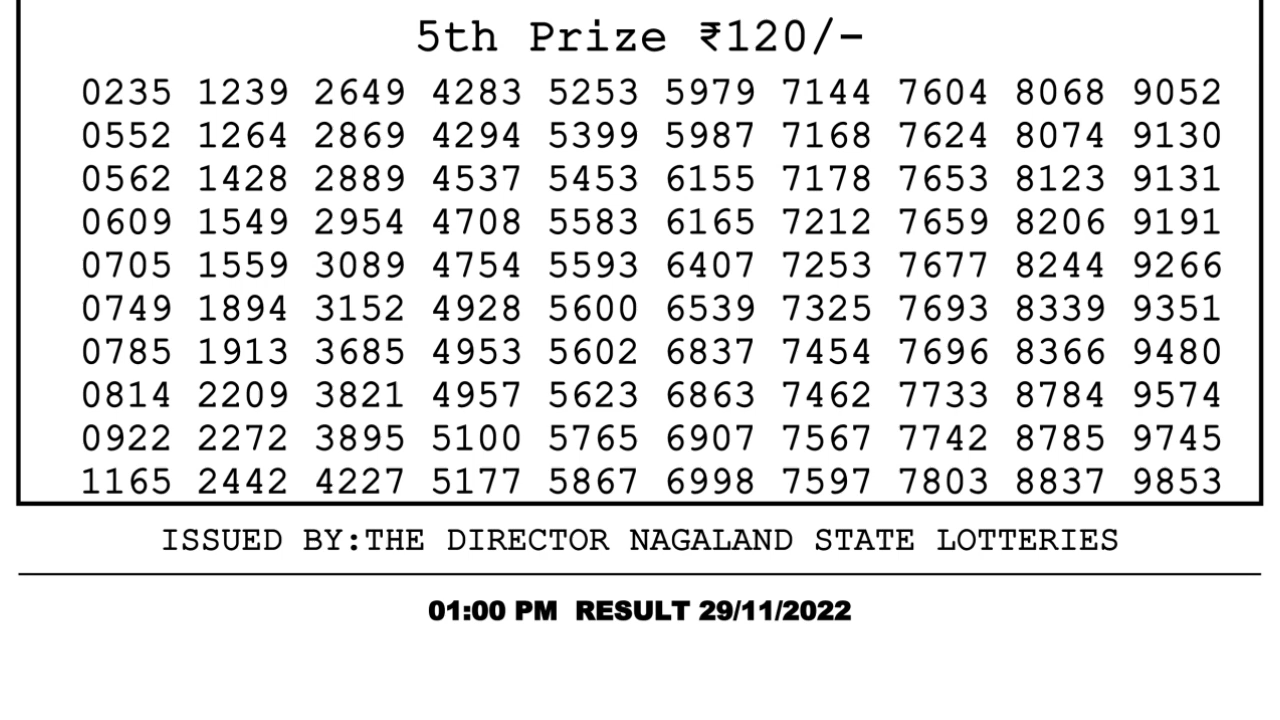 5th Prize ₹120/-
0235 1239 2649 4283 5253 5979 7144 7604 8068 9052
0552 1264 2869 4294 5399 5987 7168 7624 8074 9130
0562 1428 2889 4537 5453 6155 7178 7653 8123 9131
0609 1549 2954 4708 5583 6165 7212 7659 8206 9191
0705 1559 3089 4754 5593 6407 7253 7677 8244 9266
0749 1894 3152 4928 5600 6539 7325 7693 8339 9351
0785 1913 3685 4953 5602 6837 7454 7696 8366 9480
0814 2209 3821 4957 5623 6863 7462 7733 8784 9574
0922 2272 3895 5100 5765 6907 7567 7742 8785 9745
1165 2442 4227 5177 5867 6998 7597 7803 8837 9853
ISSUED BY:THE DIRECTOR NAGALAND STATE LOTTERIES
01:00 PM RESULT 29/11/2022